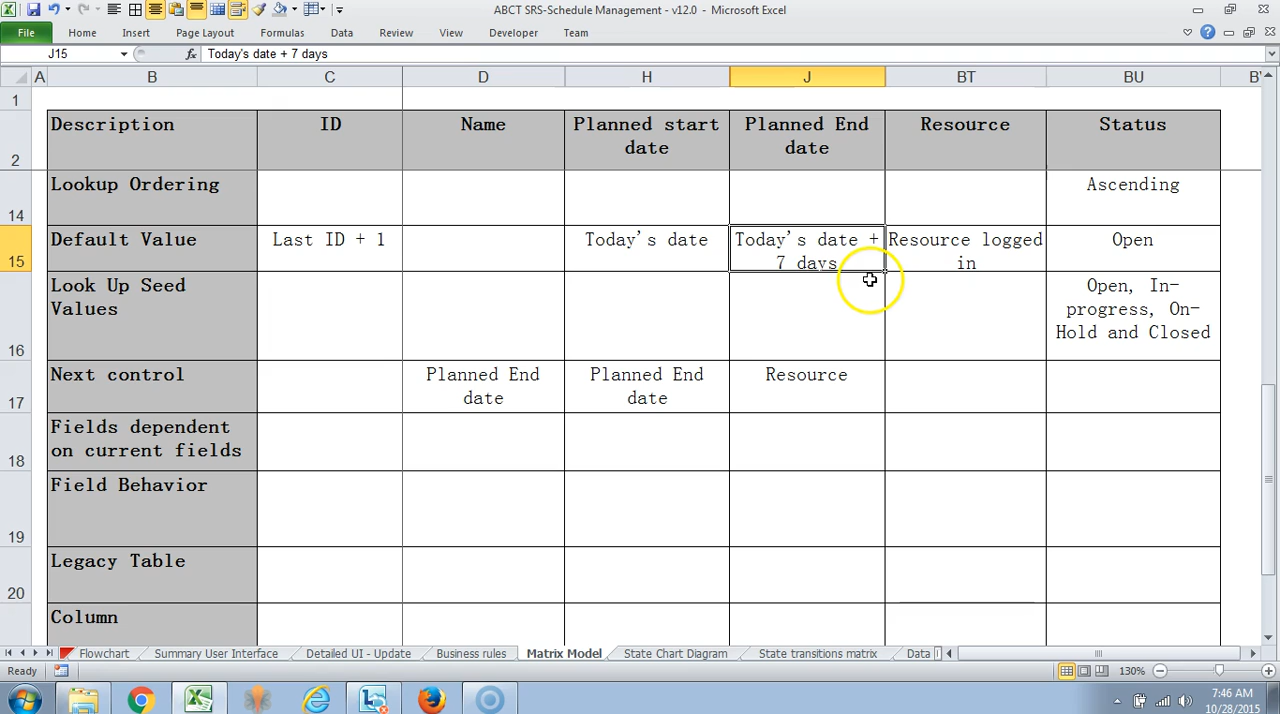 ABCT SRS-Schedule Management - v12.0 - Microsoft Excel
File Home Insert Page Layout Formulas Data Review View Developer Team
J15 fx Today's date + 7 days
A B C D H J BT BU
1
2 Description ID Name Planned start date Planned End date Resource Status
14 Lookup Ordering Ascending
15 Default Value Last ID + 1 Today's date Today's date + 7 days Resource logged in Open
16 Look Up Seed Values Open, In-progress, On-Hold and Closed
17 Next control Planned End date Planned End date Resource
18 Fields dependent on current fields
19 Field Behavior
20 Legacy Table
Column
Flowchart Summary User Interface Detailed UI - Update Business rules Matrix Model State Chart Diagram State transitions matrix Data
Ready 130%
7:46 AM
10/28/2015